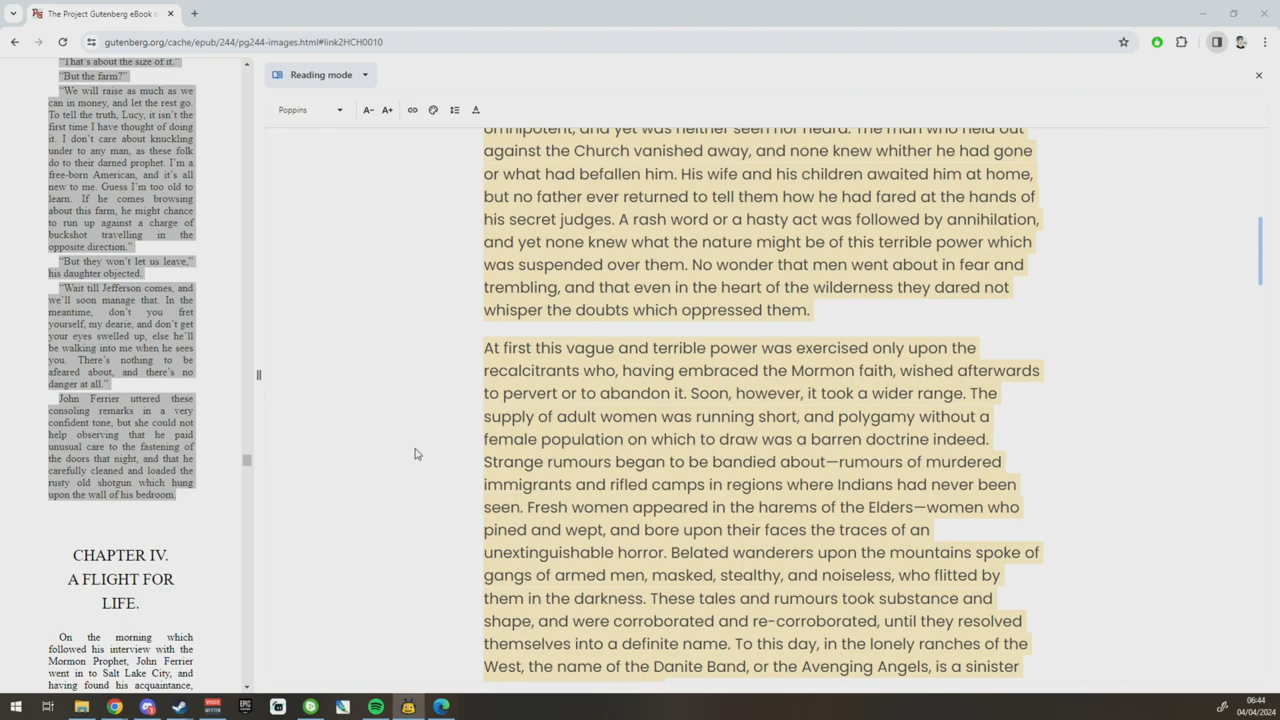 The Project Gutenberg eBook o
gutenberg.org/cache/epub/244/pg244-images.html#link2HCH0010
"That's about the size of it."
"But the farm?"
"We will raise as much as we
can in money, and let the rest go.
To tell the truth, Lucy, it isn't the
first time I have thought of doing
it. I don't care about knuckling
under to any man, as these folk
do to their darned prophet. I'm a
free-born American, and it's all
new to me. Guess I'm too old to
learn. If he comes browsing
about this farm, he might chance
to run up against a charge of
buckshot travelling in the
opposite direction."
"But they won't let us leave,"
his daughter objected.
"Wait till Jefferson comes, and
we'll soon manage that. In the
meantime, don't you fret
yourself, my dearie, and don't get
your eyes swelled up, else he'll
be walking into me when he sees
you. There's nothing to be
afeared about, and there's no
danger at all."
John Ferrier uttered these
consoling remarks in a very
confident tone, but she could not
help observing that he paid
unusual care to the fastening of
the doors that night, and that he
carefully cleaned and loaded the
rusty old shotgun which hung
upon the wall of his bedroom.
CHAPTER IV.
A FLIGHT FOR
LIFE.
On the morning which
followed his interview with the
Mormon Prophet, John Ferrier
went in to Salt Lake City, and
having found his acquaintance,
Reading mode
Poppins
A- A+
omnipotent, and yet was neither seen nor heard. The man who held out
against the Church vanished away, and none knew whither he had gone
or what had befallen him. His wife and his children awaited him at home,
but no father ever returned to tell them how he had fared at the hands of
his secret judges. A rash word or a hasty act was followed by annihilation,
and yet none knew what the nature might be of this terrible power which
was suspended over them. No wonder that men went about in fear and
trembling, and that even in the heart of the wilderness they dared not
whisper the doubts which oppressed them.
At first this vague and terrible power was exercised only upon the
recalcitrants who, having embraced the Mormon faith, wished afterwards
to pervert or to abandon it. Soon, however, it took a wider range. The
supply of adult women was running short, and polygamy without a
female population on which to draw was a barren doctrine indeed.
Strange rumours began to be bandied about—rumours of murdered
immigrants and rifled camps in regions where Indians had never been
seen. Fresh women appeared in the harems of the Elders—women who
pined and wept, and bore upon their faces the traces of an
unextinguishable horror. Belated wanderers upon the mountains spoke of
gangs of armed men, masked, stealthy, and noiseless, who flitted by
them in the darkness. These tales and rumours took substance and
shape, and were corroborated and re-corroborated, until they resolved
themselves into a definite name. To this day, in the lonely ranches of the
West, the name of the Danite Band, or the Avenging Angels, is a sinister
06:44
04/04/2024